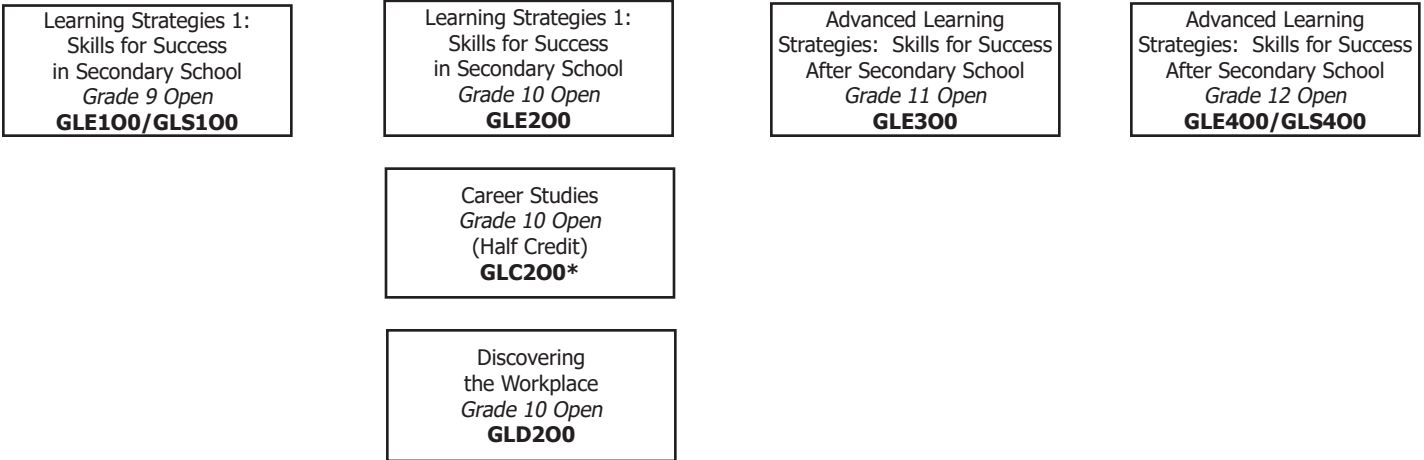 Learning Strategies 1:
Skills for Success
in Secondary School
Grade 9 Open
GLE1O0/GLS1O0
Learning Strategies 1:
Skills for Success
in Secondary School
Grade 10 Open
GLE2O0
Advanced Learning
Strategies:  Skills for Success
After Secondary School
Grade 11 Open
GLE3O0
Advanced Learning
Strategies:  Skills for Success
After Secondary School
Grade 12 Open
GLE4O0/GLS4O0
Career Studies
Grade 10 Open
(Half Credit)
GLC2O0*
Discovering
the Workplace
Grade 10 Open
GLD2O0